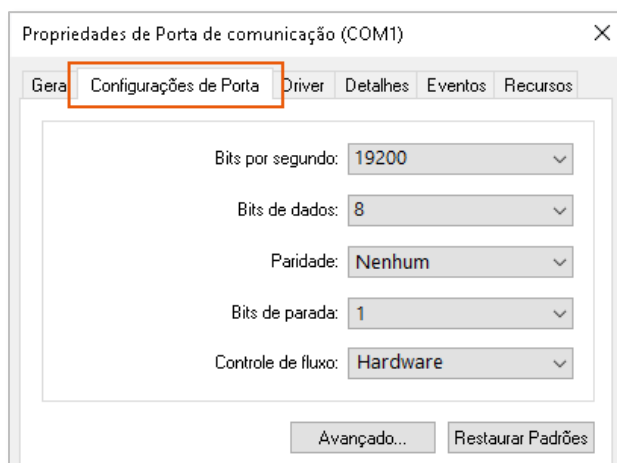 Propriedades de Porta de comunicação (COM1)
Gera Configurações de Porta Driver Detalhes Eventos Recursos
Bits por segundo: 19200
Bits de dados: 8
Paridade: Nenhum
Bits de parada: 1
Controle de fluxo: Hardware
Avançado... Restaurar Padrões